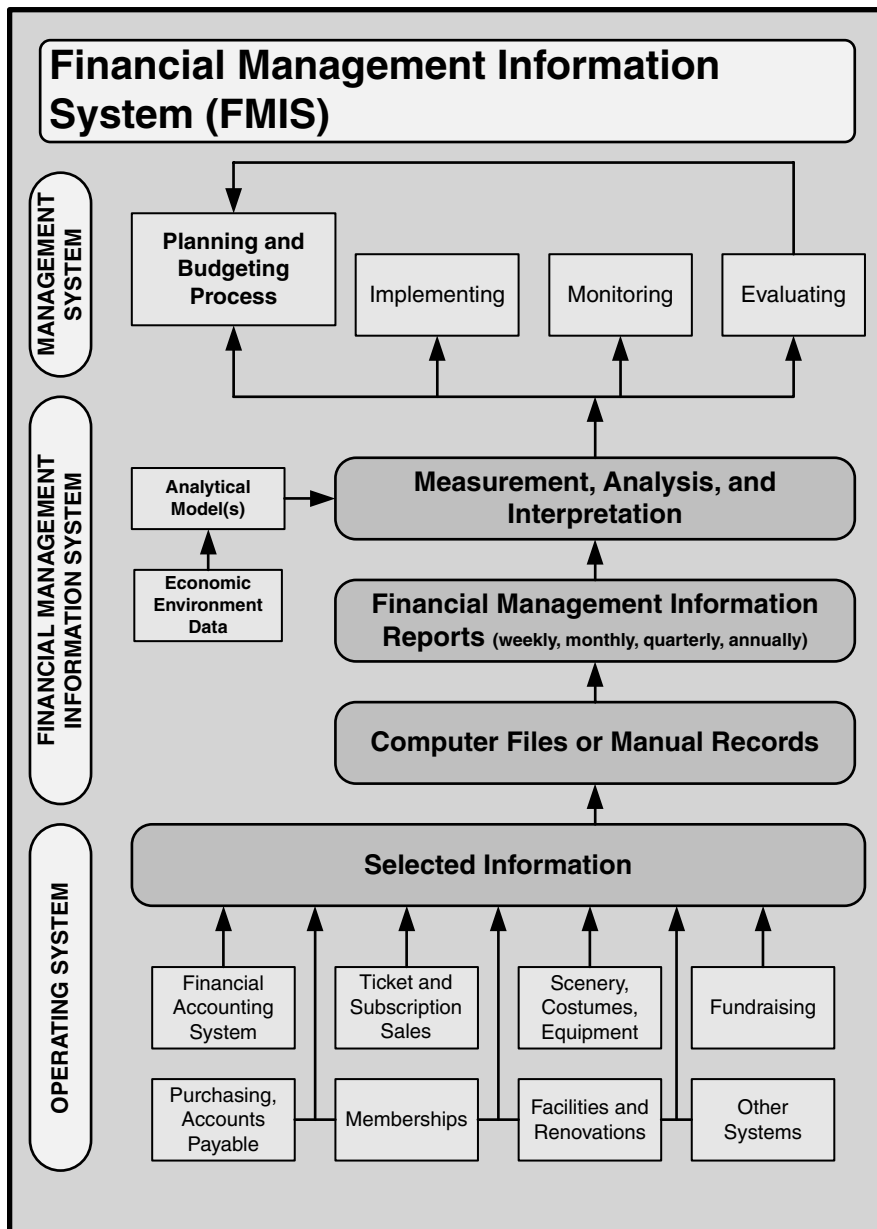 Financial Management Information
System (FMIS)
MANAGEMENT
SYSTEM
Planning and
Budgeting
Process
Implementing
Monitoring
Evaluating
FINANCIAL MANAGEMENT
INFORMATION SYSTEM
Analytical
Model(s)
Measurement, Analysis, and
Interpretation
Economic
Environment
Data
Financial Management Information
Reports (weekly, monthly, quarterly, annually)
Computer Files or Manual Records
OPERATING SYSTEM
Selected Information
Financial
Accounting
System
Ticket and
Subscription
Sales
Scenery,
Costumes,
Equipment
Fundraising
Purchasing,
Accounts
Payable
Memberships
Facilities and
Renovations
Other
Systems